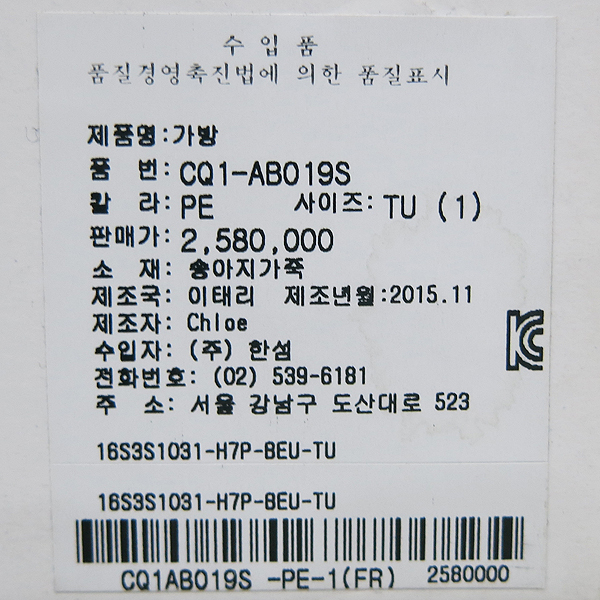 수 입 품
품질경영촉진법에 의한 품질표시
제품명:가방
품 번: CQ1-AB019S
칼 라: PE 사이즈: TU (1)
판매가: 2,580,000
소 재: 송아지가죽
제조국: 이태리 제조년월:2015.11
제조자: Chloe
수입자: (주) 한섬
전화번호: (02) 539-6181
주 소: 서울 강남구 도산대로 523
16S3S1031-H7P-BEU-TU
16S3S1031-H7P-BEU-TU
CQ1AB019S -PE-1(FR) 2580000